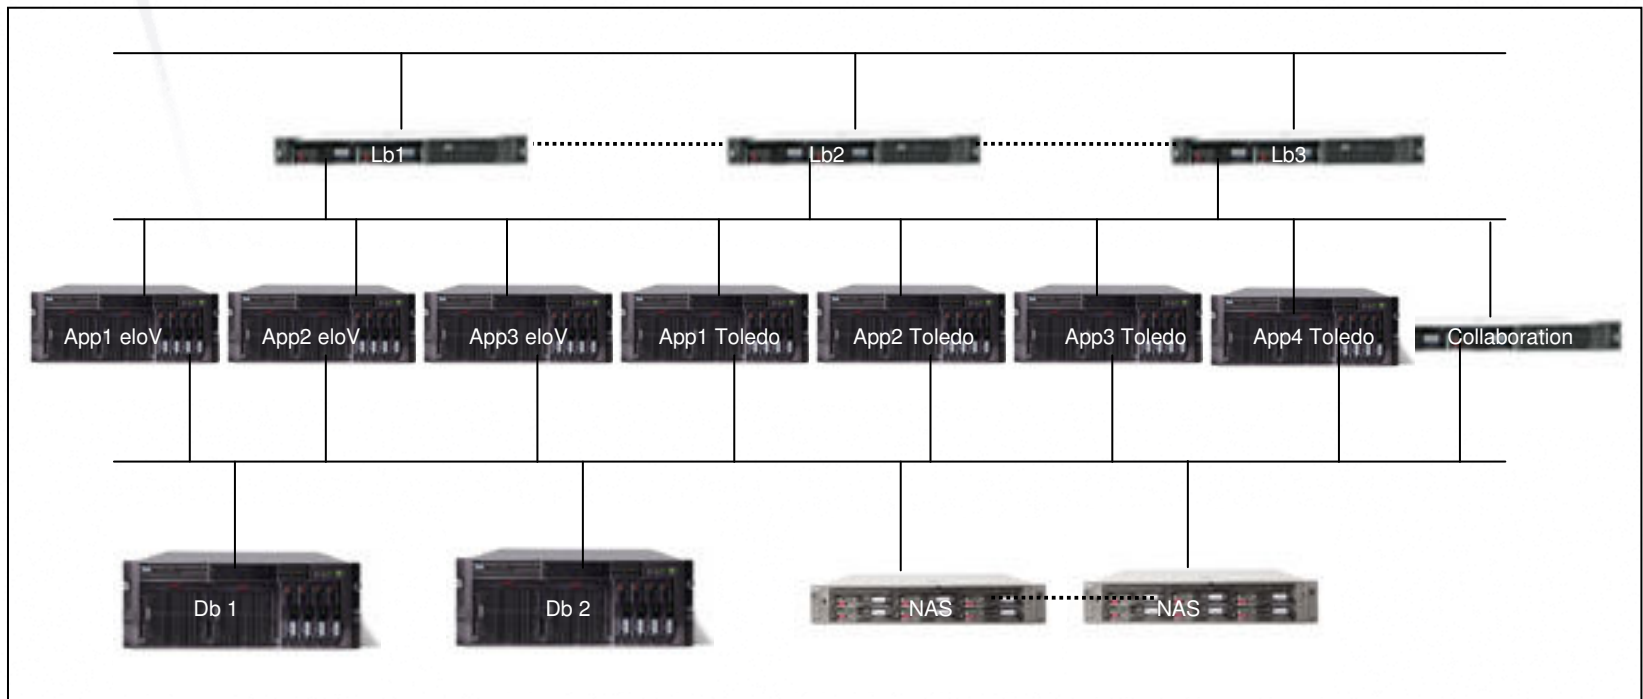 Lb1
Lb2
Lb3
App1 eloV
App2 eloV
App3 eloV
App1 Toledo
App2 Toledo
App3 Toledo
App4 Toledo
Collaboration
Db 1
Db 2
NAS
NAS